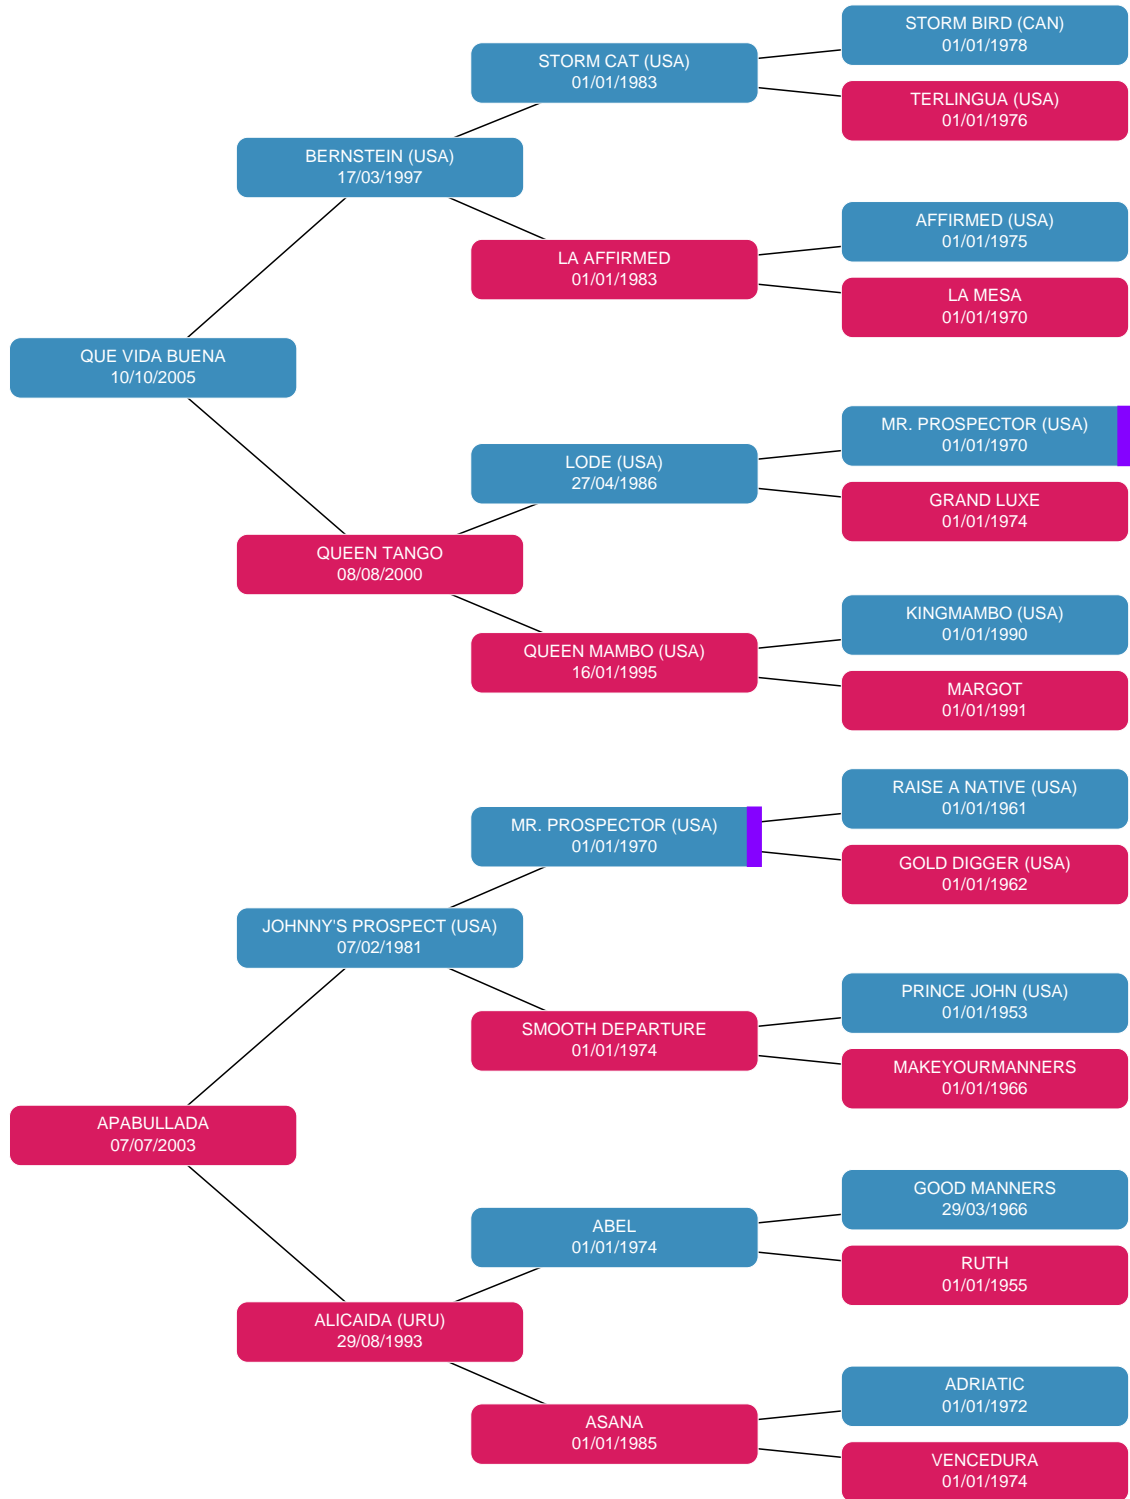 STORM BIRD (CAN)
01/01/1978
STORM CAT (USA)
01/01/1983
TERLINGUA (USA)
01/01/1976
BERNSTEIN (USA)
17/03/1997
AFFIRMED (USA)
01/01/1975
LA AFFIRMED
01/01/1983
LA MESA
01/01/1970
QUE VIDA BUENA
10/10/2005
MR. PROSPECTOR (USA)
01/01/1970
LODE (USA)
27/04/1986
GRAND LUXE
01/01/1974
QUEEN TANGO
08/08/2000
KINGMAMBO (USA)
01/01/1990
QUEEN MAMBO (USA)
16/01/1995
MARGOT
01/01/1991
RAISE A NATIVE (USA)
01/01/1961
MR. PROSPECTOR (USA)
01/01/1970
GOLD DIGGER (USA)
01/01/1962
JOHNNY'S PROSPECT (USA)
07/02/1981
PRINCE JOHN (USA)
01/01/1953
SMOOTH DEPARTURE
01/01/1974
MAKEYOURMANNERS
01/01/1966
APABULLADA
07/07/2003
GOOD MANNERS
29/03/1966
ABEL
01/01/1974
RUTH
01/01/1955
ALICAIDA (URU)
29/08/1993
ADRIATIC
01/01/1972
ASANA
01/01/1985
VENCEDURA
01/01/1974